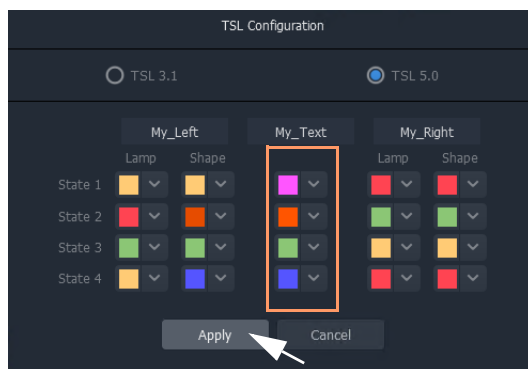 TSL Configuration
TSL 3.1 TSL 5.0
My_Left My_Text My_Right
Lamp Shape Lamp Shape
State 1
State 2
State 3
State 4
Apply Cancel